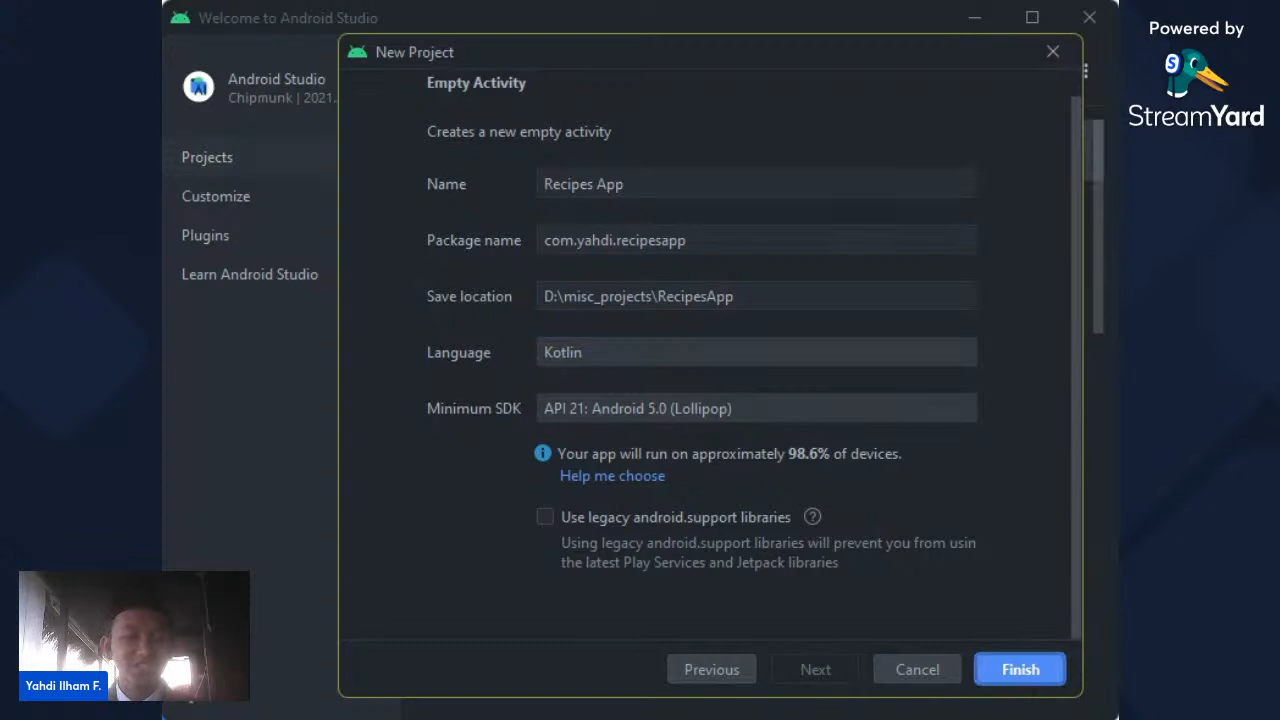 Welcome to Android Studio
Powered by
StreamYard
New Project
Android Studio
Chipmunk | 2021.
Projects
Customize
Plugins
Learn Android Studio
Empty Activity
Creates a new empty activity
Name Recipes App
Package name com.yahdi.recipesapp
Save location D:\misc_projects\RecipesApp
Language Kotlin
Minimum SDK API 21: Android 5.0 (Lollipop)
Your app will run on approximately 98.6% of devices.
Help me choose
Use legacy android.support libraries ?
Using legacy android.support libraries will prevent you from usin
the latest Play Services and Jetpack libraries
Previous Next Cancel Finish
Yahdi Ilham F.